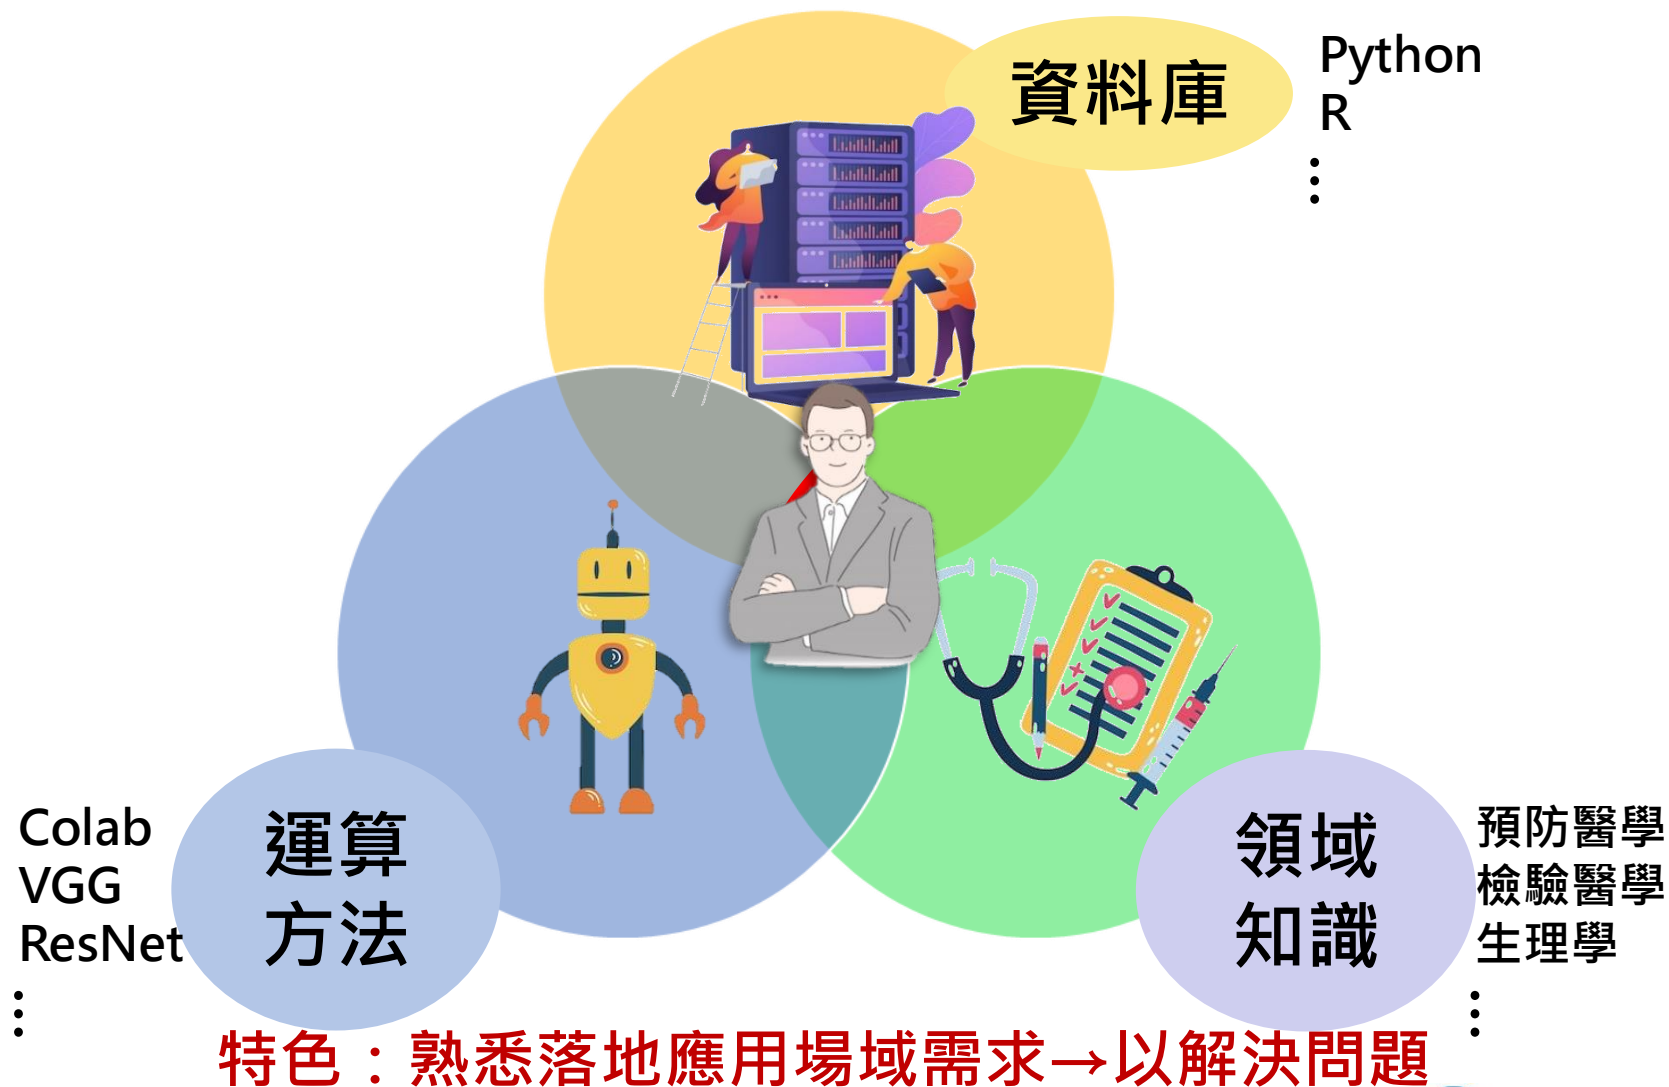 資料庫
Python
R
⋮
運算
方法
Colab
VGG
ResNet
⋮
領域
知識
預防醫學
檢驗醫學
生理學
⋮
特色：熟悉落地應用場域需求→以解決問題